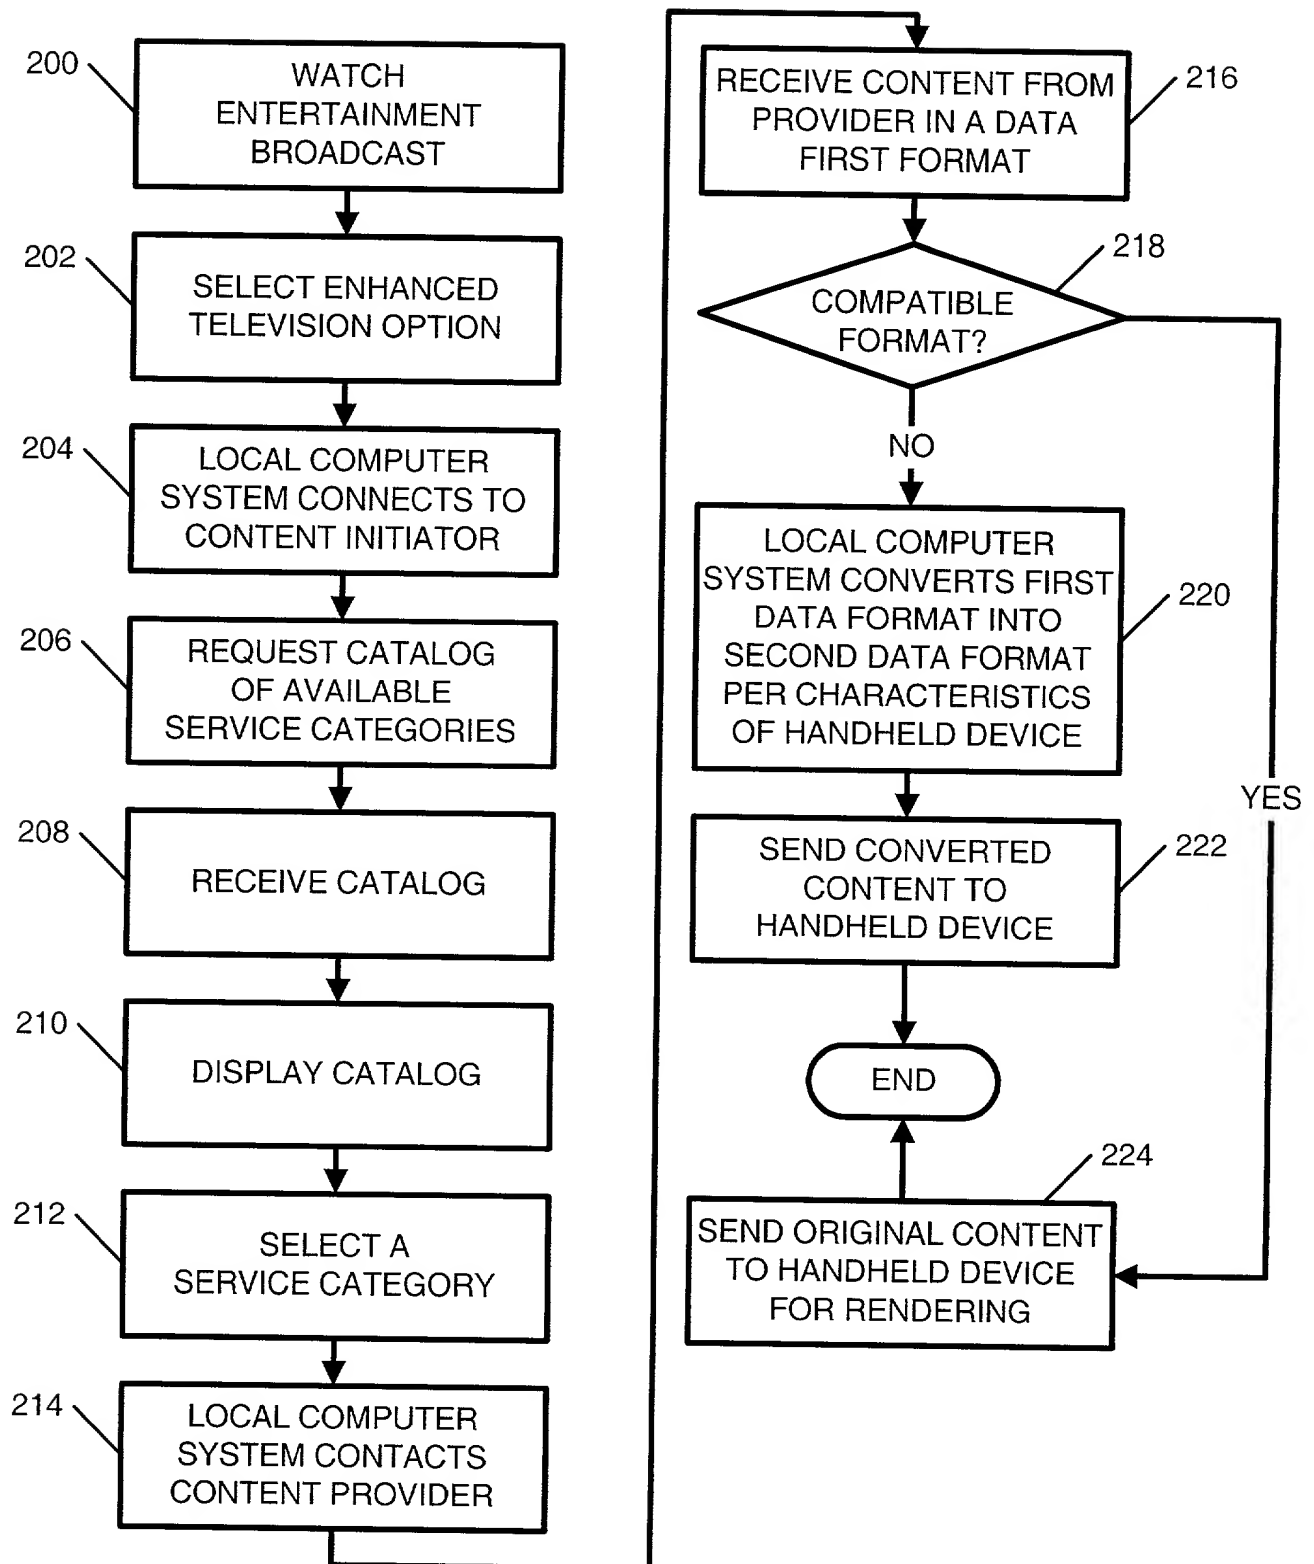 200
WATCH
ENTERTAINMENT
BROADCAST
202
SELECT ENHANCED
TELEVISION OPTION
204
LOCAL COMPUTER
SYSTEM CONNECTS TO
CONTENT INITIATOR
206
REQUEST CATALOG
OF AVAILABLE
SERVICE CATEGORIES
208
RECEIVE CATALOG
210
DISPLAY CATALOG
212
SELECT A
SERVICE CATEGORY
214
LOCAL COMPUTER
SYSTEM CONTACTS
CONTENT PROVIDER
216
RECEIVE CONTENT FROM
PROVIDER IN A DATA
FIRST FORMAT
218
COMPATIBLE
FORMAT?
NO
YES
220
LOCAL COMPUTER
SYSTEM CONVERTS FIRST
DATA FORMAT INTO
SECOND DATA FORMAT
PER CHARACTERISTICS
OF HANDHELD DEVICE
222
SEND CONVERTED
CONTENT TO
HANDHELD DEVICE
END
224
SEND ORIGINAL CONTENT
TO HANDHELD DEVICE
FOR RENDERING